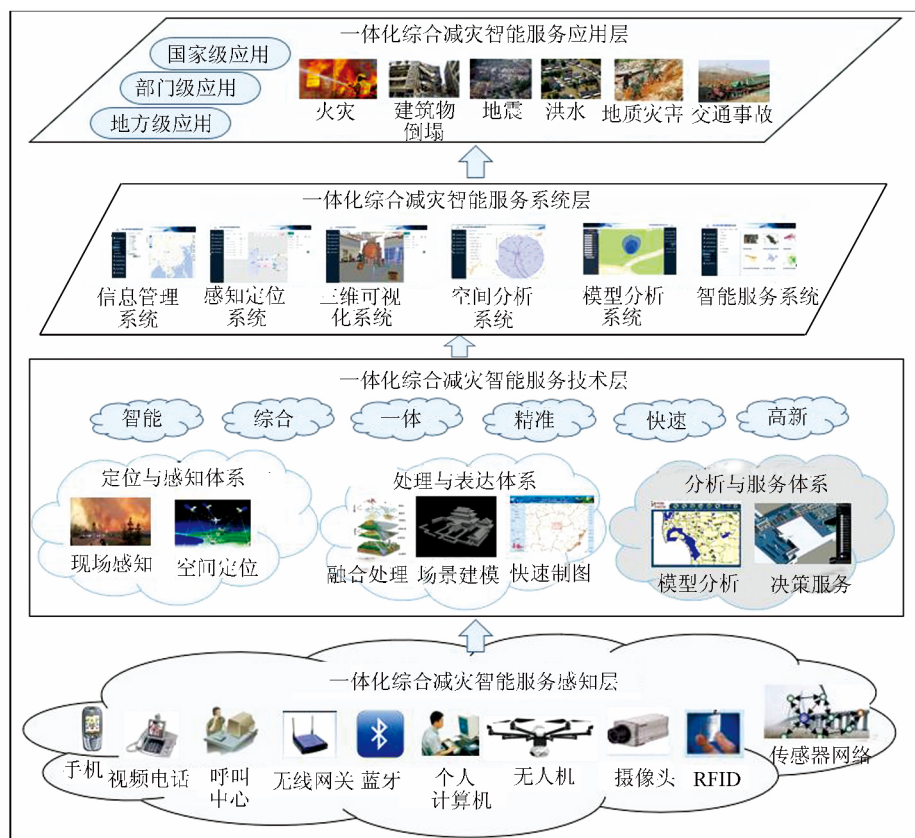 一体化综合减灾智能服务应用层
国家级应用
部门级应用
地方级应用
火灾
建筑物
倒塌
地震
洪水
地质灾害
交通事故
一体化综合减灾智能服务系统层
信息管理
系统
感知定位
系统
三维可视
化系统
空间分析
系统
模型分析
系统
智能服务系统
一体化综合减灾智能服务技术层
智能
综合
一体
精准
快速
高新
定位与感知体系
现场感知
空间定位
处理与表达体系
融合处理
场景建模
快速制图
分析与服务体系
模型分析
决策服务
一体化综合减灾智能服务感知层
手机
视频电话
呼叫
中心
无线网关
蓝牙
个人
计算机
无人机
摄像头
RFID
传感器网络